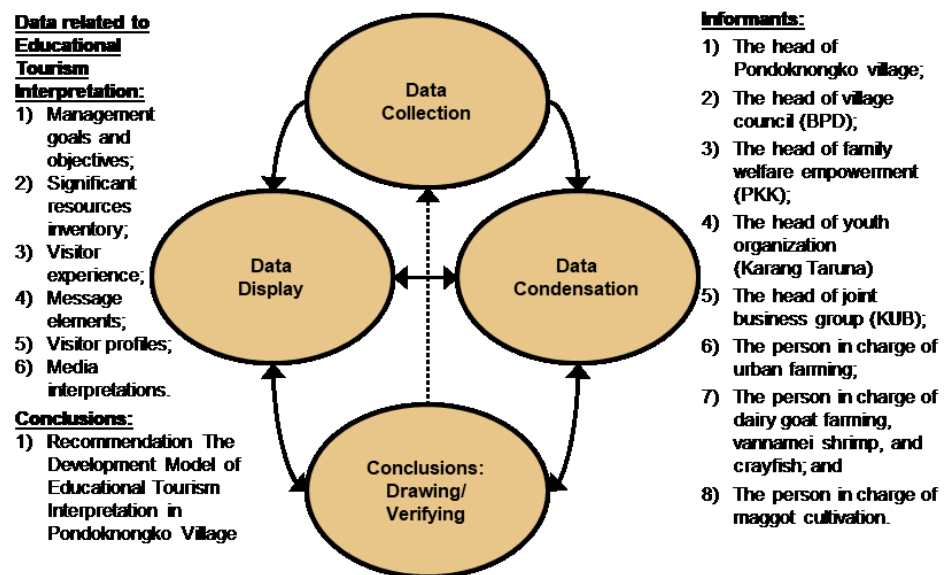 Data related to
Educational
Tourism
Interpretation:
1) Management
goals and
objectives;
2) Significant
resources
inventory;
3) Visitor
experience;
4) Message
elements;
5) Visitor profiles;
6) Media
interpretations.
Conclusions:
1) Recommendation The
Development Model of
Educational Tourism
Interpretation in
Pondoknongko Village
Data
Collection
Data
Display
Data
Condensation
Conclusions:
Drawing/
Verifying
Informants:
1) The head of
Pondoknongko village;
2) The head of village
council (BPD);
3) The head of family
welfare empowerment
(PKK);
4) The head of youth
organization
(Karang Taruna)
5) The head of joint
business group (KUB);
6) The person in charge of
urban farming;
7) The person in charge of
dairy goat farming,
vannamei shrimp, and
crayfish; and
8) The person in charge of
maggot cultivation.